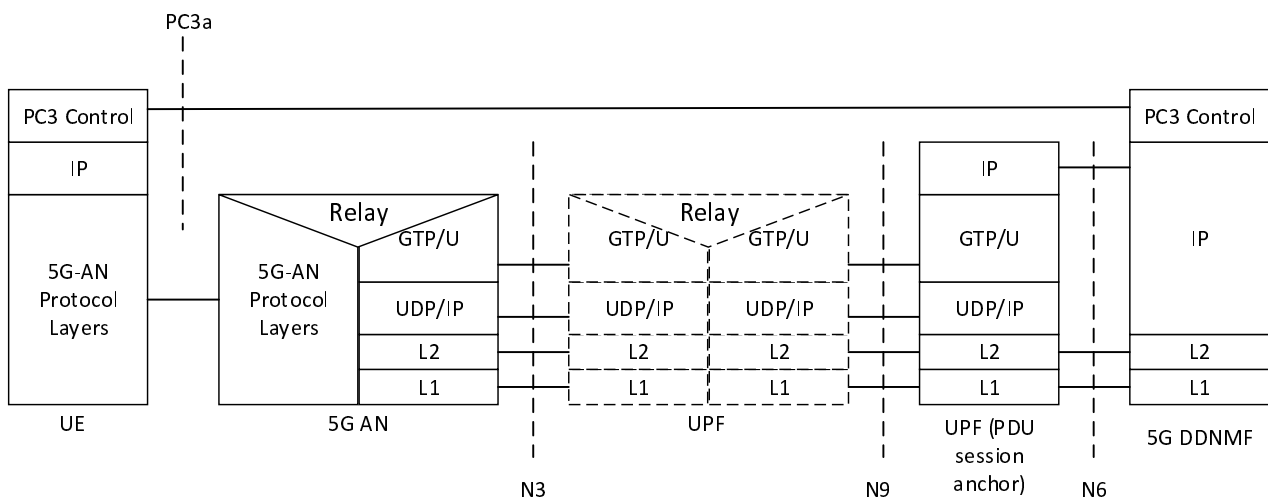 PC3a
PC3 Control
PC3 Control
IP
IP
Relay
Relay
GTP/U
GTP/U
GTP/U
GTP/U
IP
5G-AN
Protocol
Layers
5G-AN
Protocol
Layers
UDP/IP
UDP/IP
UDP/IP
UDP/IP
L2
L2
L2
L2
L2
L1
L1
L1
L1
L1
UE
5G AN
UPF
UPF (PDU
session
anchor)
5G DDNMF
N3
N9
N6